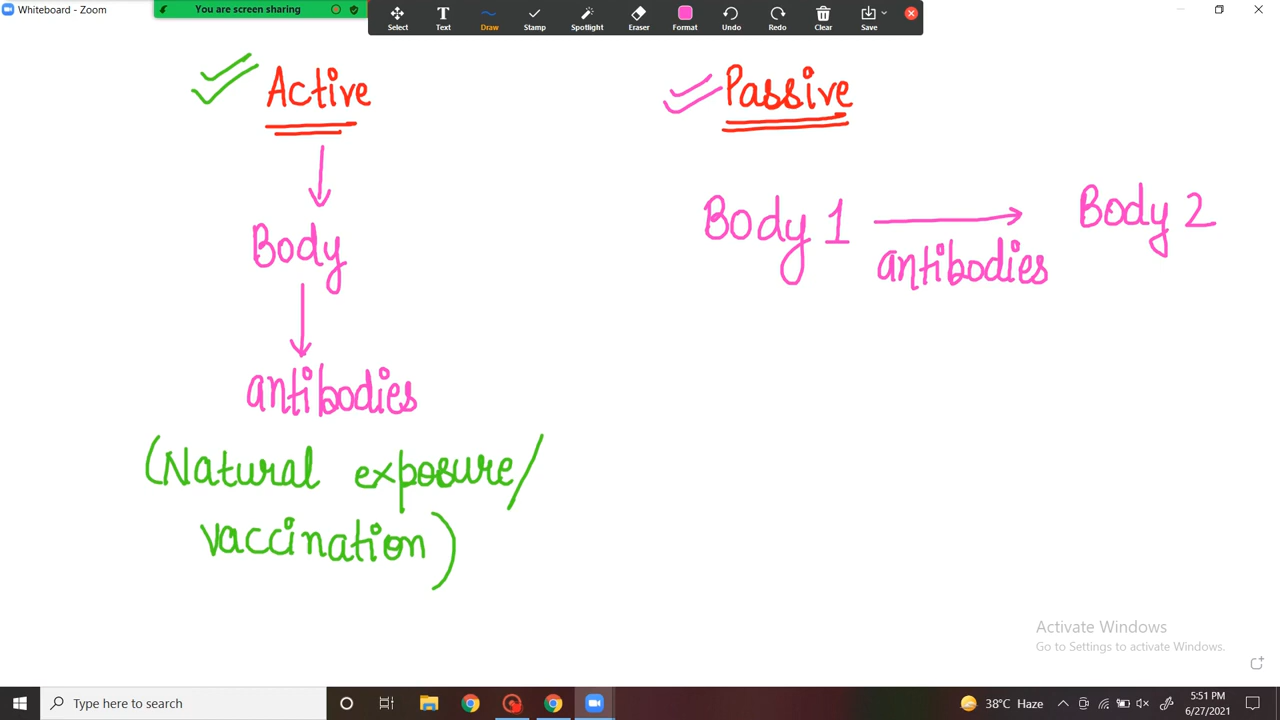 Whiteboard - Zoom
You are screen sharing
Select Text Draw Stamp Spotlight Eraser Format Undo Redo Clear Save
Active
Passive
Body
Body 1
antibodies
Body 2
antibodies
(Natural exposure/
vaccination)
Activate Windows
Go to Settings to activate Windows.
Type here to search
38°C Haze
5:51 PM
6/27/2021